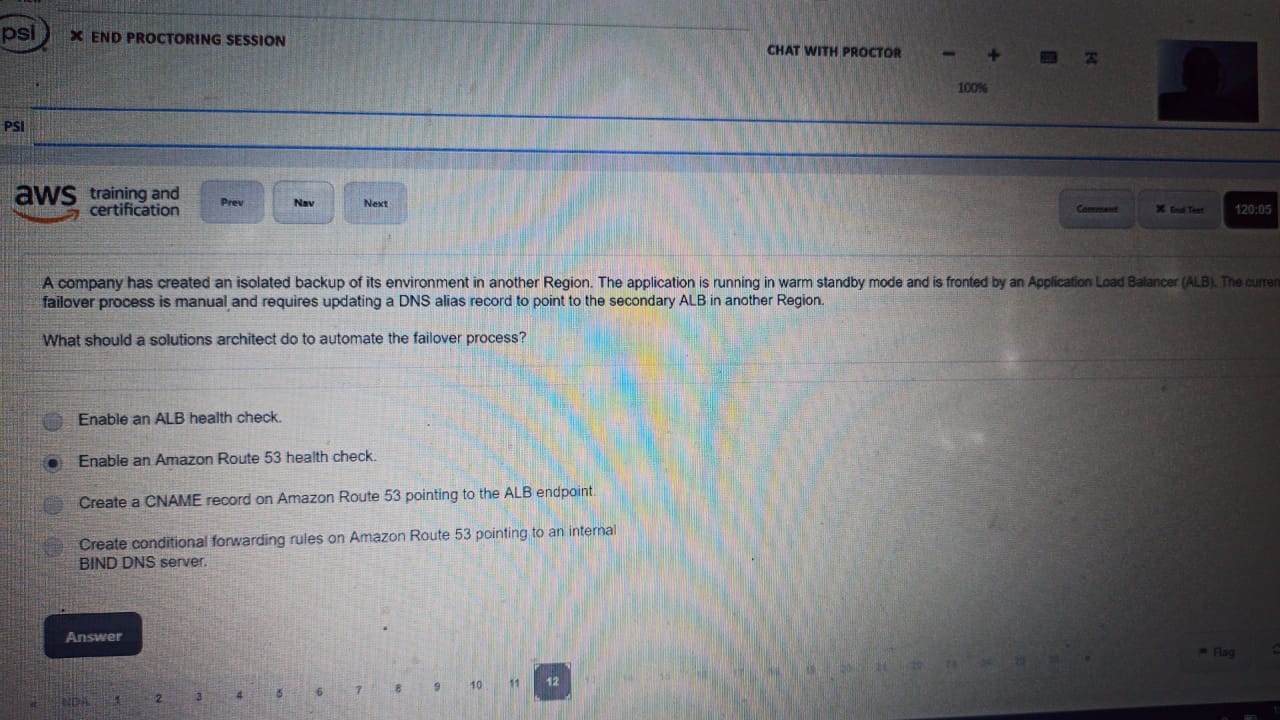 psi
× END PROCTORING SESSION
CHAT WITH PROCTOR
− +
100%
PSI
aws training and certification
Prev
Nav
Next
Comment
× End Test
120:05
A company has created an isolated backup of its environment in another Region. The application is running in warm standby mode and is fronted by an Application Load Balancer (ALB). The curren
failover process is manual and requires updating a DNS alias record to point to the secondary ALB in another Region.
What should a solutions architect do to automate the failover process?
Enable an ALB health check.
Enable an Amazon Route 53 health check.
Create a CNAME record on Amazon Route 53 pointing to the ALB endpoint.
Create conditional forwarding rules on Amazon Route 53 pointing to an internal
BIND DNS server.
Answer
Flag
« NDA 1 2 3 4 5 6 7 8 9 10 11 12